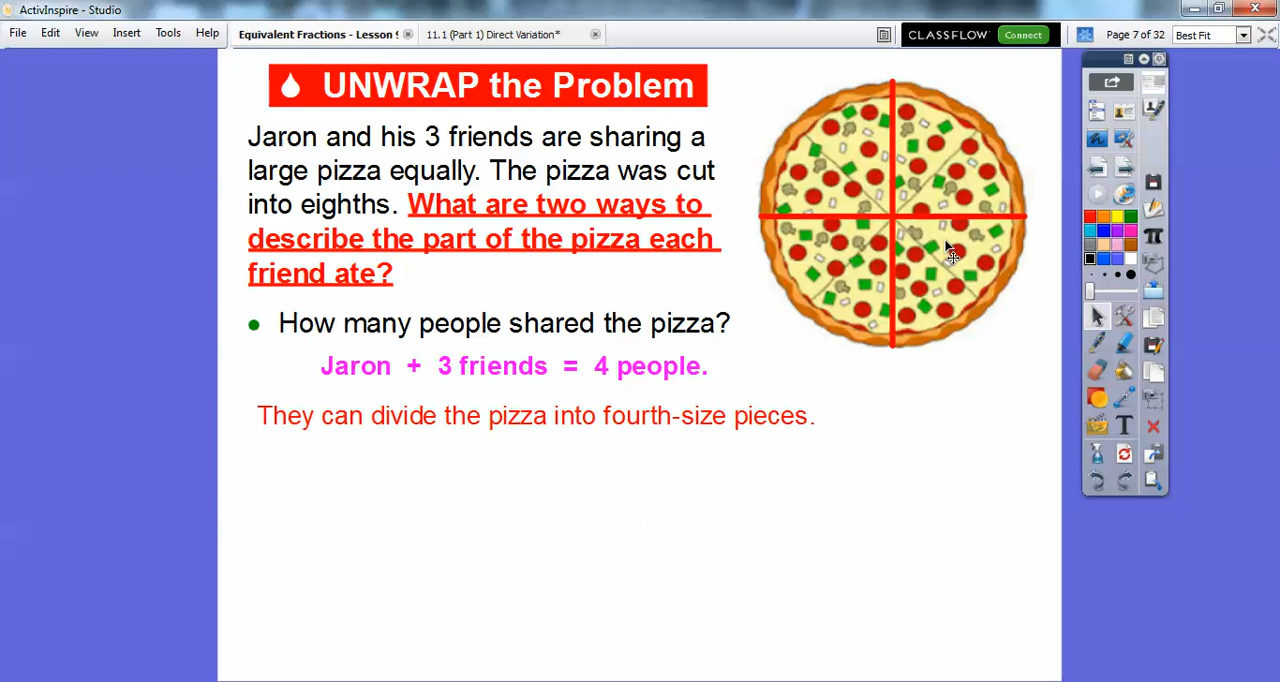 ActivInspire - Studio
File Edit View Insert Tools Help
Equivalent Fractions - Lesson 9
11.1 (Part 1) Direct Variation*
CLASSFLOW Connect
Page 7 of 32
Best Fit
UNWRAP the Problem
Jaron and his 3 friends are sharing a
large pizza equally. The pizza was cut
into eighths. What are two ways to
describe the part of the pizza each
friend ate?
• How many people shared the pizza?
Jaron + 3 friends = 4 people.
They can divide the pizza into fourth-size pieces.
T